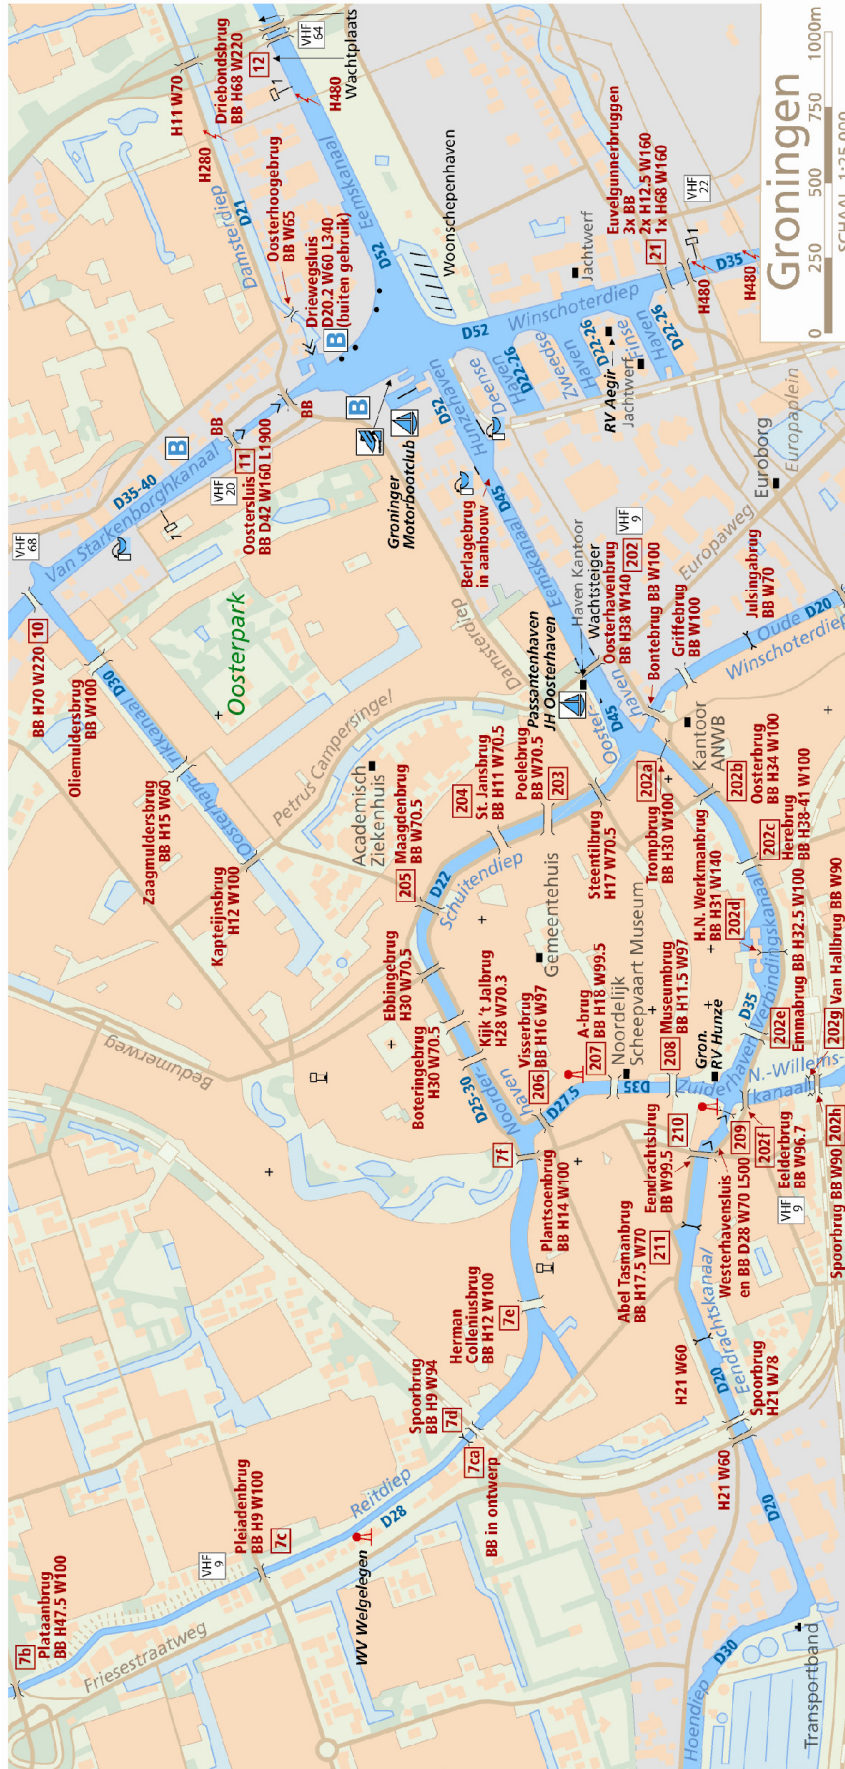 7b
Plataanbrug
BB H47.5 W100
Friesestraatweg
VHF
9
Pleiadenbrug
BB H9 W100
7c
WV Welgelegen
Reitdiep
D28
Spoorbrug
BB H9 W94
7d
7ca
BB in ontwerp
Herman
Colleniusbrug
BB H12 W100
7e
Plantsoenbrug
BB H14 W100
7f
Bedumerweg
Boteringebrug
H30 W70.5
Ebbingebrug
H30 W70.5
Kijk 't Jalbrug
H28 W70.3
D25-30
Noorder-
haven
Visserbrug
206
BB H16 W97
D27.5
A-brug
207
BB H18 W99.5
Noordelijk
Scheepvaart Museum
D35
208
Museumbrug
BB H11.5 W97
Gron.
RV Hunze
Zuiderhaven
Eendrachtsbrug
BB W99.5
210
209
202f
Eelderbrug
BB W96.7
Westerhavensluis
en BB D28 W70 L500
VHF
9
Abel Tasmanbrug
BB H17.5 W70
211
H21 W60
Eendrachtskanaal
D20
Spoorbrug
H21 W78
H21 W60
D20
Hoendiep
D30
Transportband
N.-Willems-
kanaal
202g
Van Hallbrug BB W90
Spoorbrug BB W90
202h
202e
Emmabrug BB H32.5 W100
D35
Verbindingskanaal
202d
H.N. Werkmanbrug
BB H31 W140
202c
Herebrug
BB H38-41 W100
202b
Oosterbrug
BB H34 W100
202a
Trompbrug
BB H30 W100
Kantoor
ANWB
Gemeentehuis
Steentilbrug
H17 W70.5
203
Poelebrug
BB W70.5
204
St. Jansbrug
BB H11 W70.5
Schuitendiep
D22
205
Maagdenbrug
BB W70.5
Academisch
Ziekenhuis
Petrus Campersingel
Kapteijnsbrug
H12 W100
Zaagmuldersbrug
BB H15 W60
Oosterham-
rikkanaal
D30
Oliemuldersbrug
BB W100
10
BB H70 W220
VHF
68
Oosterpark
Van Starkenborghkanaal
D35-40
B
VHF
20
11
Oostersluis
BB D42 W160 L1900
BB
BB
B
Groninger
Motorbootclub
Damsterdiep
Passantenhaven
JH Oosterhaven
Ooster-
haven
D45
Haven Kantoor
Wachtsteiger
Oosterhavenbrug
BB H38 W140
202
VHF
9
Bontebrug BB W100
Griffebrug
BB W100
Julsingabrug
BB W70
Oude
Winschoterdiep
D20
Europaweg
Euroborg
Europaplein
Berlagebrug
in aanbouw
D45
Eemskanaal
Hunzehaven
D52
Deense
Haven
D22-26
Zweedse
Haven
D22-26
Finse
Haven
D22-26
RV Aegir
Jachtwerf
Jachtwerf
Winschoterdiep
D52
Euvelgunnerbruggen
3x BB
2x H12.5 W160
1x H68 W160
21
VHF
22
D35
H480
H480
Woonschepenhaven
D52
Eemskanaal
B
Driewegsluis
D20.2 W60 L340
(buiten gebruik)
Oosterhoogebrug
BB W65
Damsterdiep
D21
H280
H11 W70
Driebondsbrug
BB H68 W220
12
VHF
64
Wachtplaats
H480
Groningen
0
250
500
750
1000m
SCHAAL 1:25.000